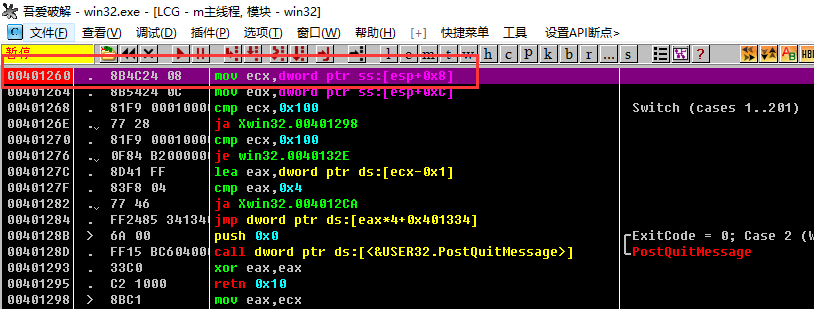 吾爱破解 - win32.exe - [LCG - m主线程, 模块 - win32]
C 文件(F) 查看(V) 调试(D) 插件(P) 选项(T) 窗口(W) 帮助(H) [+] 快捷菜单 Tools 设置API断点>
暂停 l e m t w h c p k b r ... s ?
00401260 . 8B4C24 08 mov ecx,dword ptr ss:[esp+0x8]
00401264 . 8B5424 0C mov edx,dword ptr ss:[esp+0xC]
00401268 . 81F9 00010000 cmp ecx,0x100 Switch (cases 1..201)
0040126E .ˇ 77 28 ja Xwin32.00401298
00401270 . 81F9 00010000 cmp ecx,0x100
00401276 .ˇ 0F84 B2000000 je win32.0040132E
0040127C . 8D41 FF lea eax,dword ptr ds:[ecx-0x1]
0040127F . 83F8 04 cmp eax,0x4
00401282 .ˇ 77 46 ja Xwin32.004012CA
00401284 . FF2485 341340 jmp dword ptr ds:[eax*4+0x401334]
0040128B > 6A 00 push 0x0 ExitCode = 0; Case 2 (W
0040128D . FF15 BC604000 call dword ptr ds:[<&USER32.PostQuitMessage>] PostQuitMessage
00401293 . 33C0 xor eax,eax
00401295 . C2 1000 retn 0x10
00401298 > 8BC1 mov eax,ecx